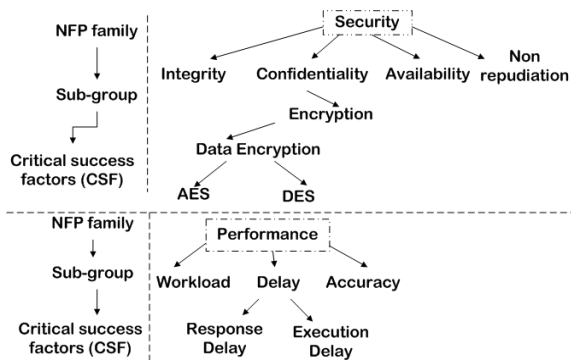 NFP family
Sub-group
Critical success
factors (CSF)
Security
Integrity
Confidentiality
Availability
Non
repudiation
Encryption
Data Encryption
AES
DES
NFP family
Sub-group
Critical success
factors (CSF)
Performance
Workload
Delay
Accuracy
Response
Delay
Execution
Delay